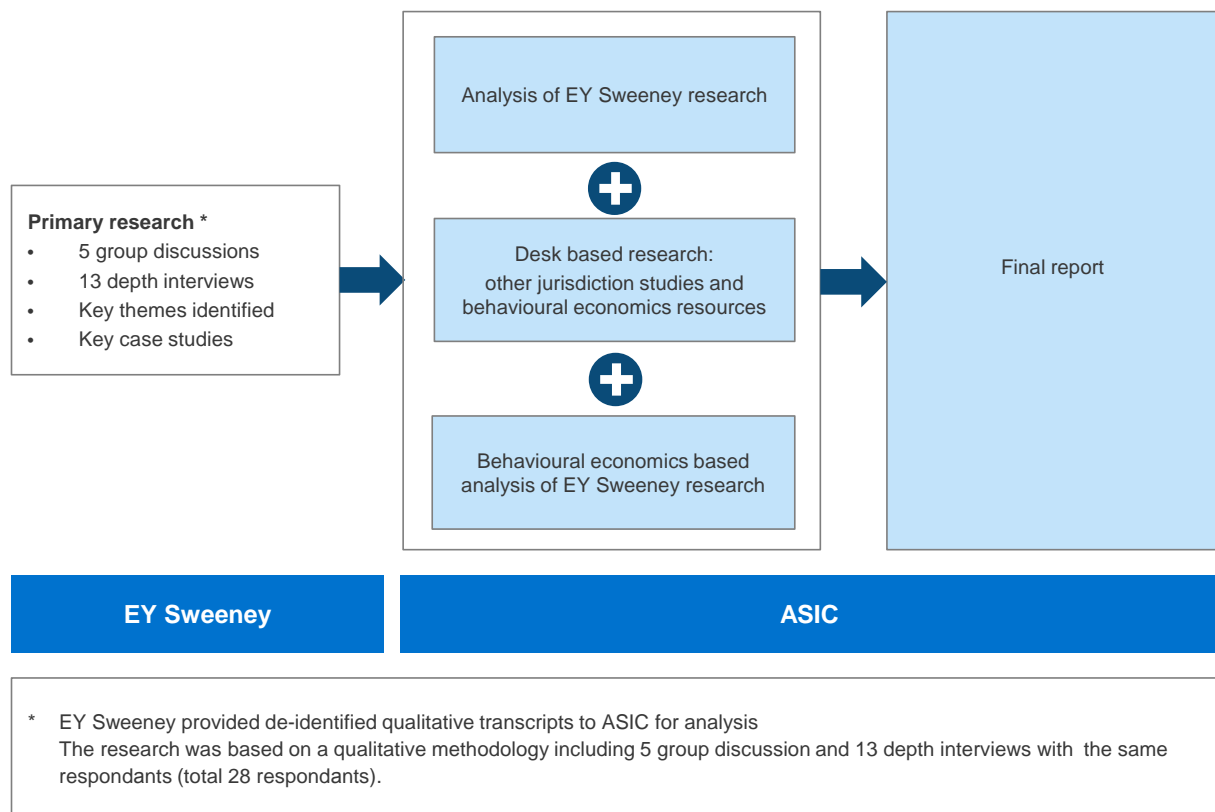 Primary research *
• 5 group discussions
• 13 depth interviews
• Key themes identified
• Key case studies
Analysis of EY Sweeney research
Desk based research:
other jurisdiction studies and
behavioural economics resources
Behavioural economics based
analysis of EY Sweeney research
Final report
EY Sweeney
ASIC
* EY Sweeney provided de-identified qualitative transcripts to ASIC for analysis
The research was based on a qualitative methodology including 5 group discussion and 13 depth interviews with the same
respondants (total 28 respondants).